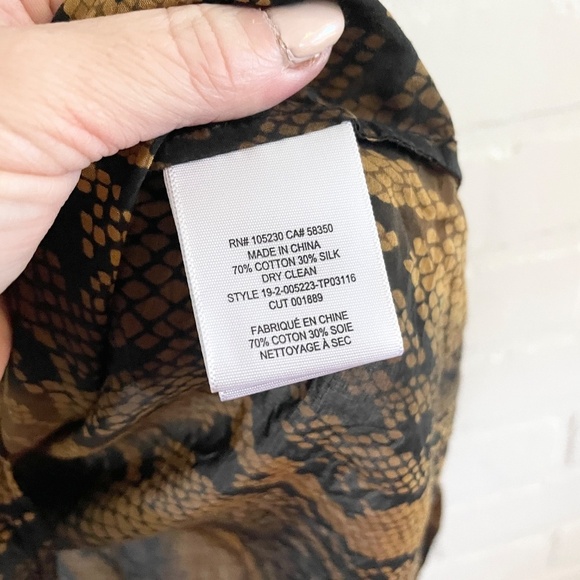 RN# 105230 CA# 58350
MADE IN CHINA
70% COTTON 30% SILK
DRY CLEAN
STYLE 19-2-005223-TP03116
CUT 001889
FABRIQUÉ EN CHINE
70% COTON 30% SOIE
NETTOYAGE À SEC